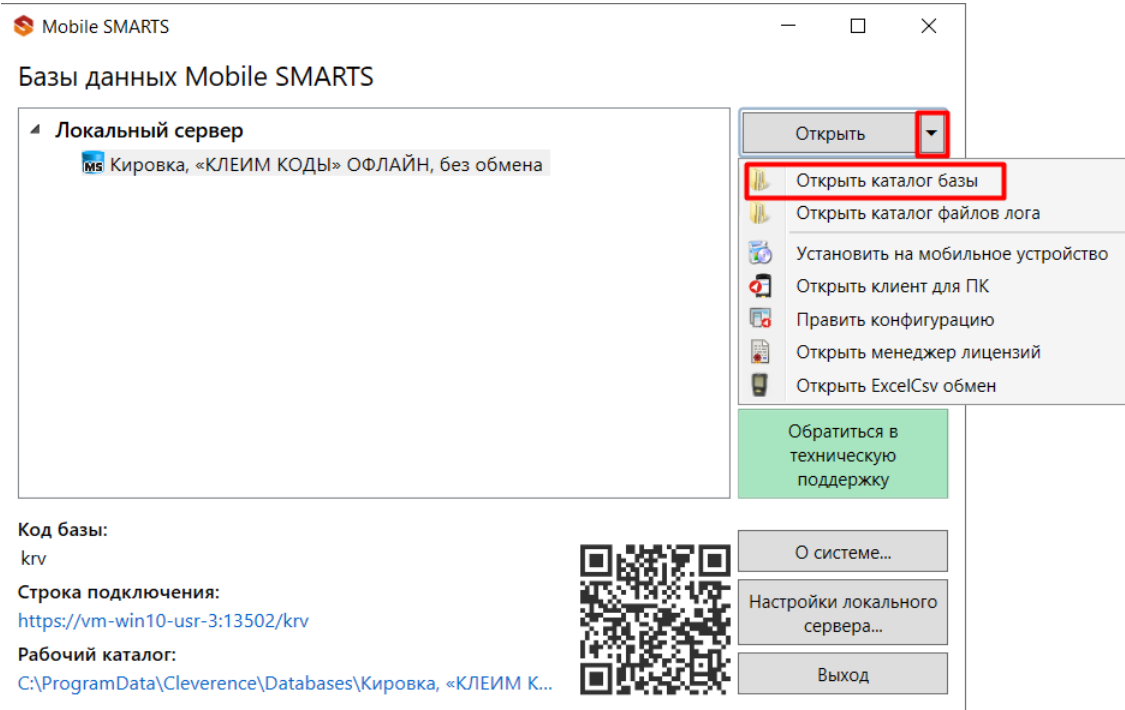 Mobile SMARTS
Базы данных Mobile SMARTS
Локальный сервер
MS
Кировка, «КЛЕИМ КОДЫ» ОФЛАЙН, без обмена
Открыть
Открыть каталог базы
Открыть каталог файлов лога
Установить на мобильное устройство
Открыть клиент для ПК
Править конфигурацию
Открыть менеджер лицензий
Открыть ExcelCsv обмен
Обратиться в
техническую
поддержку
Код базы:
krv
Строка подключения:
https://vm-win10-usr-3:13502/krv
Рабочий каталог:
C:\ProgramData\Cleverence\Databases\Кировка, «КЛЕИМ К...
О системе...
Настройки локального
сервера...
Выход